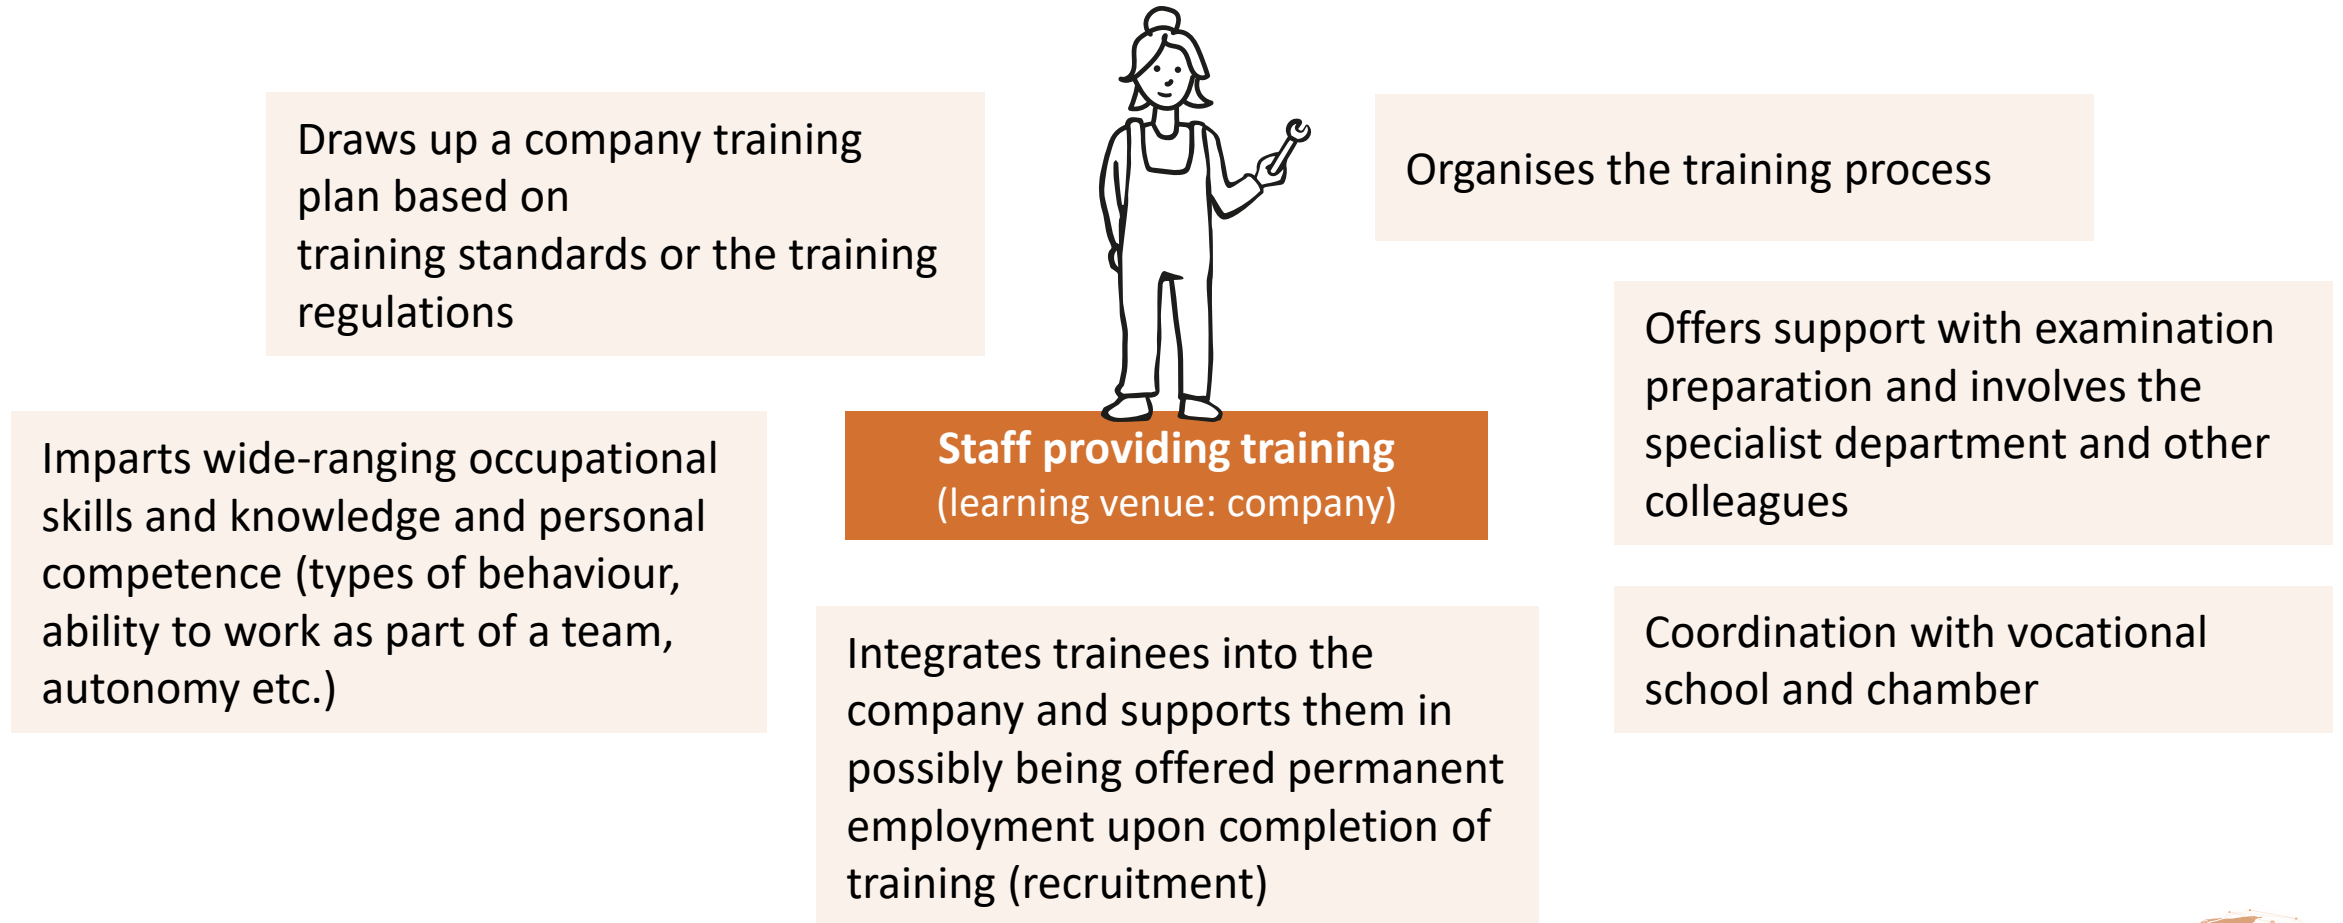 Draws up a company training
plan based on
training standards or the training
regulations
Organises the training process
Offers support with examination
preparation and involves the
specialist department and other
colleagues
Imparts wide-ranging occupational
skills and knowledge and personal
competence (types of behaviour,
ability to work as part of a team,
autonomy etc.)
Staff providing training
(learning venue: company)
Integrates trainees into the
company and supports them in
possibly being offered permanent
employment upon completion of
training (recruitment)
Coordination with vocational
school and chamber